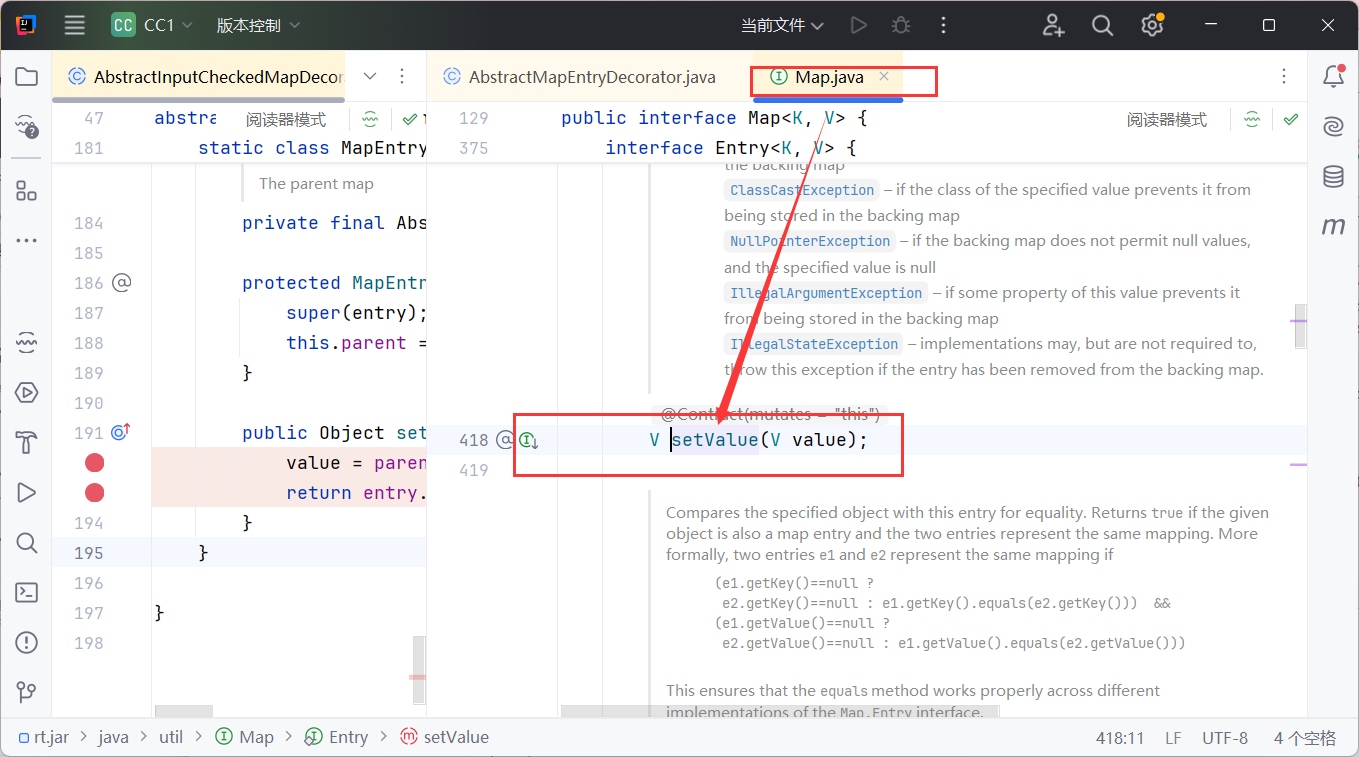 CC CC1 版本控制 当前文件
AbstractInputCheckedMapDecor
AbstractMapEntryDecorator.java
Map.java
47 abstra 阅读器模式
181 static class MapEntry
The parent map
184 private final Abs
185
186 @ protected MapEntr
187 super(entry);
188 this.parent =
189 }
190
191 public Object set
value = paren
return entry.
194 }
195 }
196
197 }
198
129 public interface Map<K, V> { 阅读器模式
375 interface Entry<K, V> {
the backing map
ClassCastException – if the class of the specified value prevents it from
being stored in the backing map
NullPointerException – if the backing map does not permit null values,
and the specified value is null
IllegalArgumentException – if some property of this value prevents it
from being stored in the backing map
IllegalStateException – implementations may, but are not required to,
throw this exception if the entry has been removed from the backing map.
@Contract(mutates = "this")
418 @ V setValue(V value);
419
Compares the specified object with this entry for equality. Returns true if the given
object is also a map entry and the two entries represent the same mapping. More
formally, two entries e1 and e2 represent the same mapping if
(e1.getKey()==null ?
e2.getKey()==null : e1.getKey().equals(e2.getKey())) &&
(e1.getValue()==null ?
e2.getValue()==null : e1.getValue().equals(e2.getValue()))
This ensures that the equals method works properly across different
implementations of the Map.Entry interface.
rt.jar > java > util > Map > Entry > setValue
418:11 LF UTF-8 4 个空格